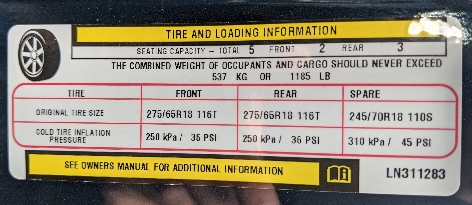 TIRE AND LOADING INFORMATION
SEATING CAPACITY - TOTAL 5 FRONT 2 REAR 3
THE COMBINED WEIGHT OF OCCUPANTS AND CARGO SHOULD NEVER EXCEED
537 KG OR 1185 LB
TIRE FRONT REAR SPARE
ORIGINAL TIRE SIZE 275/65R18 116T 275/65R18 116T 245/70R18 110S
COLD TIRE INFLATION PRESSURE 250 kPa / 36 PSI 250 kPa / 36 PSI 310 kPa / 45 PSI
SEE OWNERS MANUAL FOR ADDITIONAL INFORMATION
LN311283